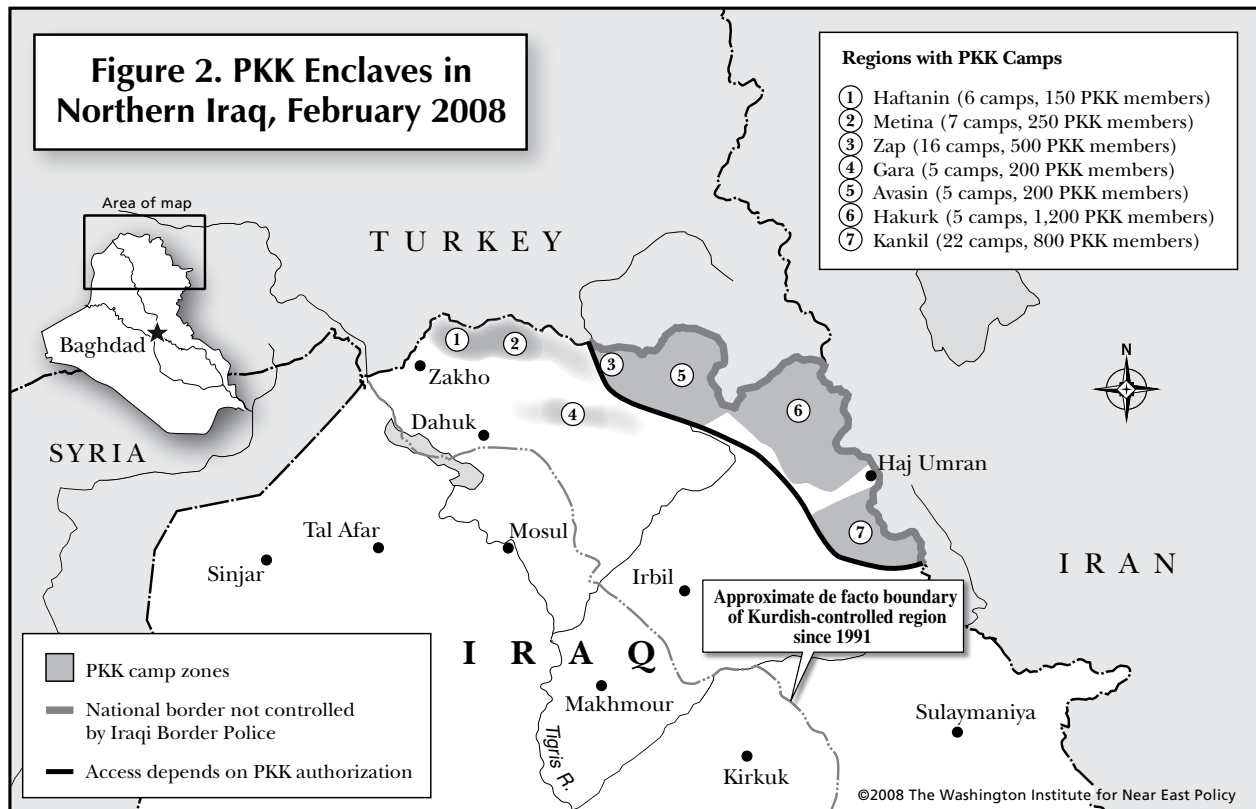 Figure 2. PKK Enclaves in
Northern Iraq, February 2008
Regions with PKK Camps
1 Haftanin (6 camps, 150 PKK members)
2 Metina (7 camps, 250 PKK members)
3 Zap (16 camps, 500 PKK members)
4 Gara (5 camps, 200 PKK members)
5 Avasin (5 camps, 200 PKK members)
6 Hakurk (5 camps, 1,200 PKK members)
7 Kankil (22 camps, 800 PKK members)
Area of map
Baghdad
TURKEY
SYRIA
IRAN
IRAQ
N
1
2
3
4
5
6
7
Zakho
Dahuk
Haj Umran
Tal Afar
Mosul
Sinjar
Irbil
Approximate de facto boundary
of Kurdish-controlled region
since 1991
Makhmour
Tigris R.
Kirkuk
Sulaymaniya
PKK camp zones
National border not controlled
by Iraqi Border Police
Access depends on PKK authorization
©2008 The Washington Institute for Near East Policy